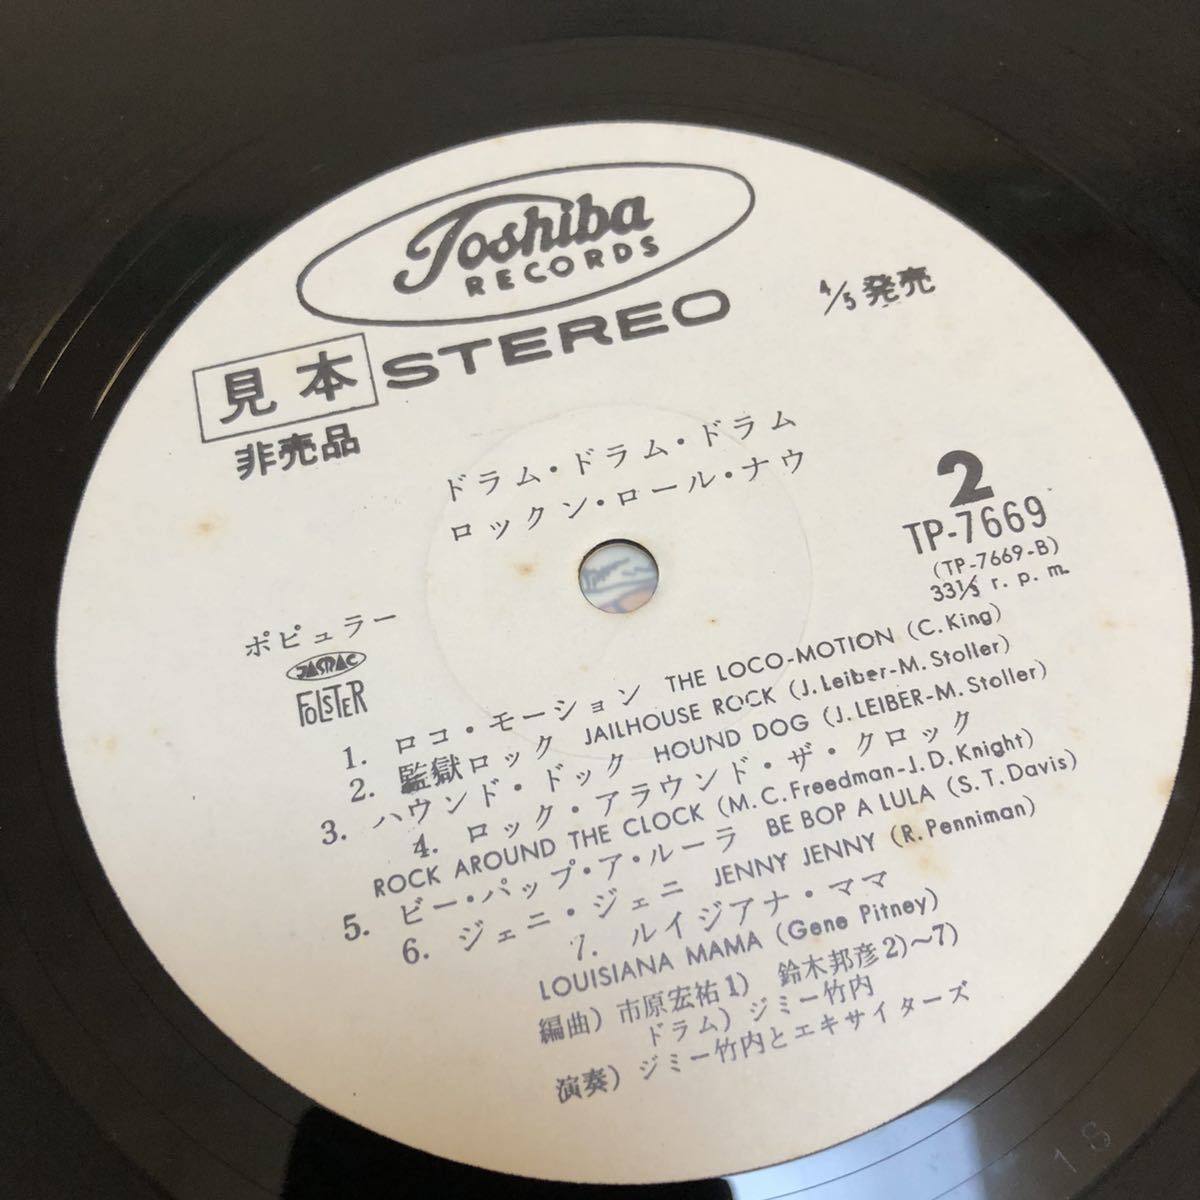 Toshiba
RECORDS
STEREO
4/5 発売
見本
非売品
ドラム・ドラム・ドラム
ロックン・ロール・ナウ
2
TP-7669
(TP-7669-B)
33⅓ r. p. m.
ポピュラー
JASRAC
FOLSTER
1. ロコ・モーション THE LOCO-MOTION (C. King)
2. 監獄ロック JAILHOUSE ROCK (J. Leiber-M. Stoller)
3. ハウンド・ドック HOUND DOG (J. LEIBER-M. Stoller)
4. ロック・アラウンド・ザ・クロック
ROCK AROUND THE CLOCK (M. C. Freedman-J. D. Knight)
5. ビー・パップ・ア・ルーラ BE BOP A LULA (S. T. Davis)
6. ジェニ・ジェニ JENNY JENNY (R. Penniman)
7. ルイジアナ・ママ
LOUISIANA MAMA (Gene Pitney)
編曲) 市原宏祐1) 鈴木邦彦2)~7)
ドラム) ジミー竹内
演奏) ジミー竹内とエキサイターズ